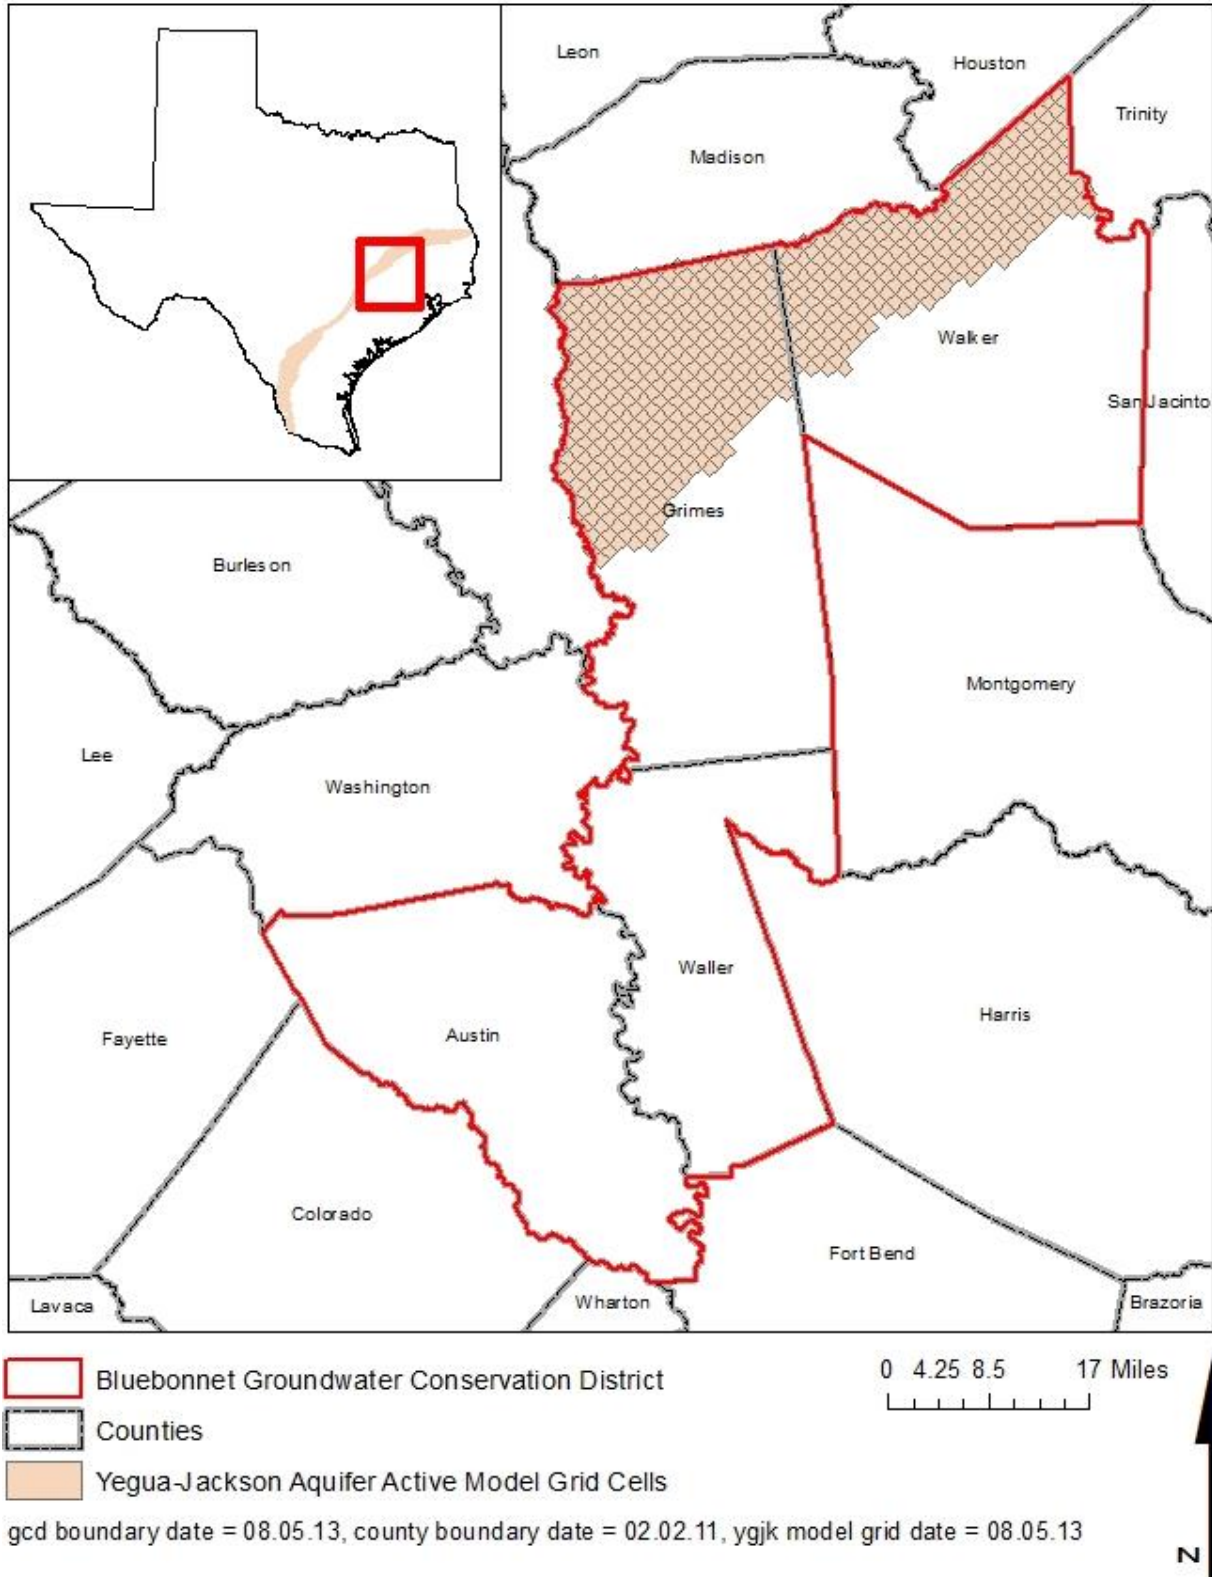 Leon
Houston
Trinity
Madison
Walker
San Jacinto
Grimes
Burleson
Montgomery
Lee
Washington
Waller
Harris
Austin
Fayette
Colorado
Fort Bend
Lavaca
Wharton
Brazoria
Bluebonnet Groundwater Conservation District
0 4.25 8.5 17 Miles
Counties
Yegua-Jackson Aquifer Active Model Grid Cells
gcd boundary date = 08.05.13, county boundary date = 02.02.11, ygjk model grid date = 08.05.13
N